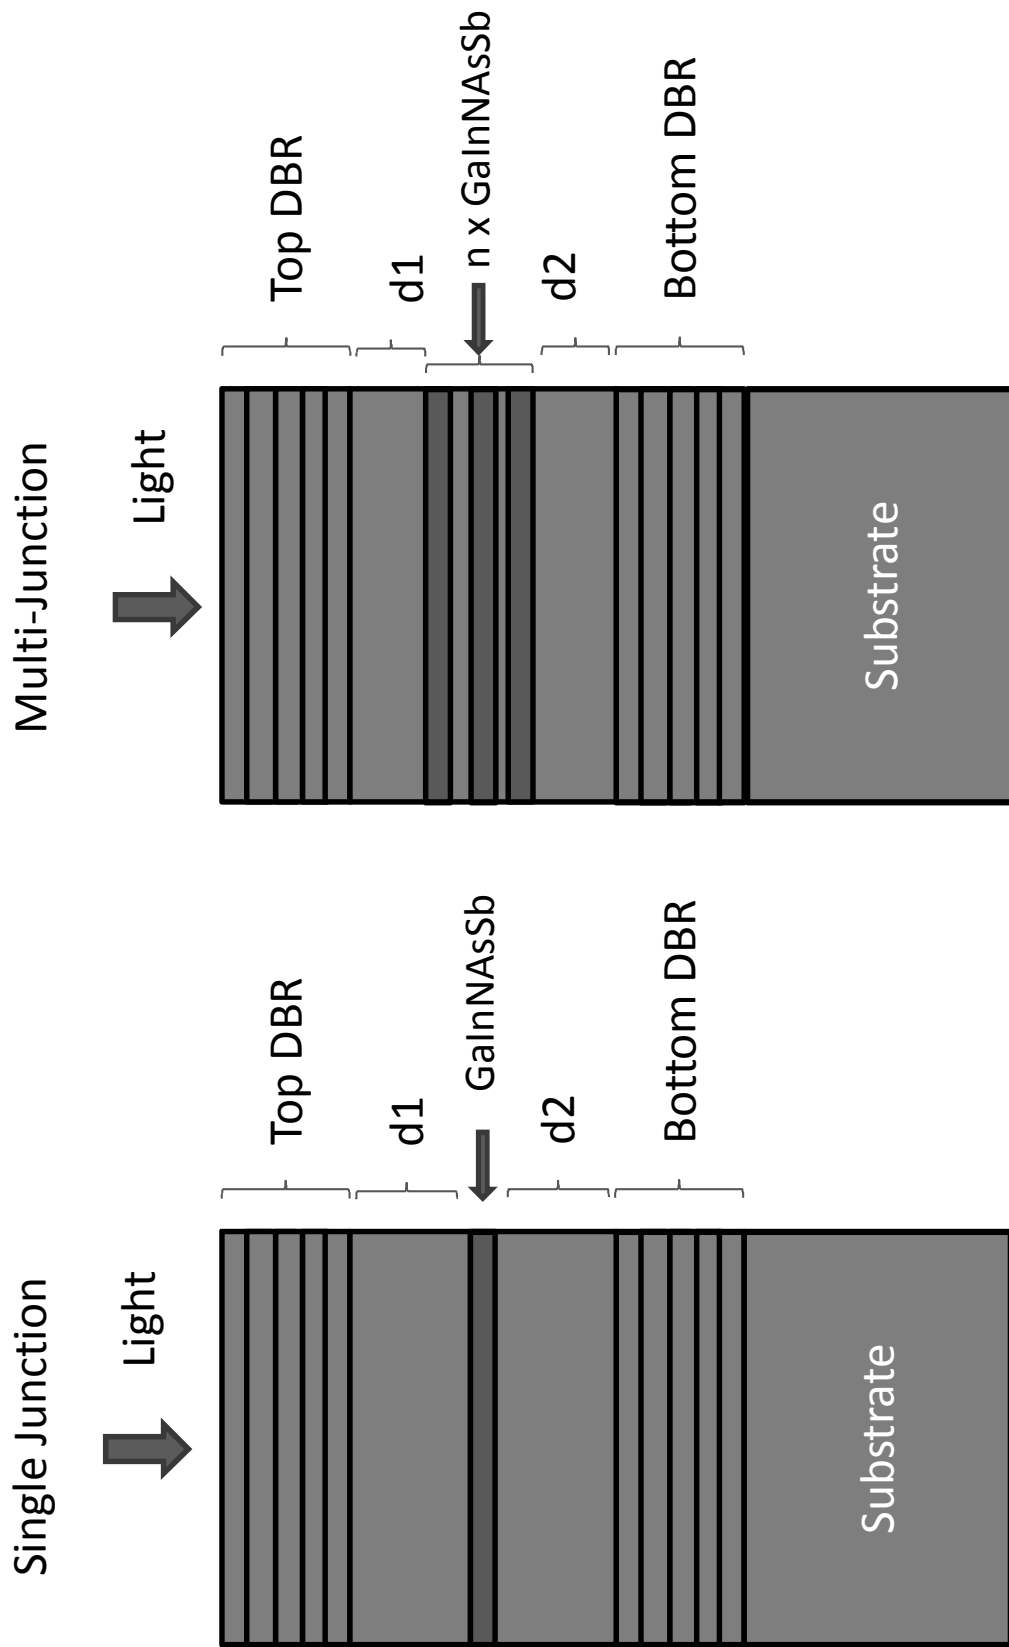 Single Junction
Light
Top DBR
d1
GaInNAsSb
d2
Bottom DBR
Substrate
Multi-Junction
Light
Top DBR
d1
n x GaInNAsSb
d2
Bottom DBR
Substrate